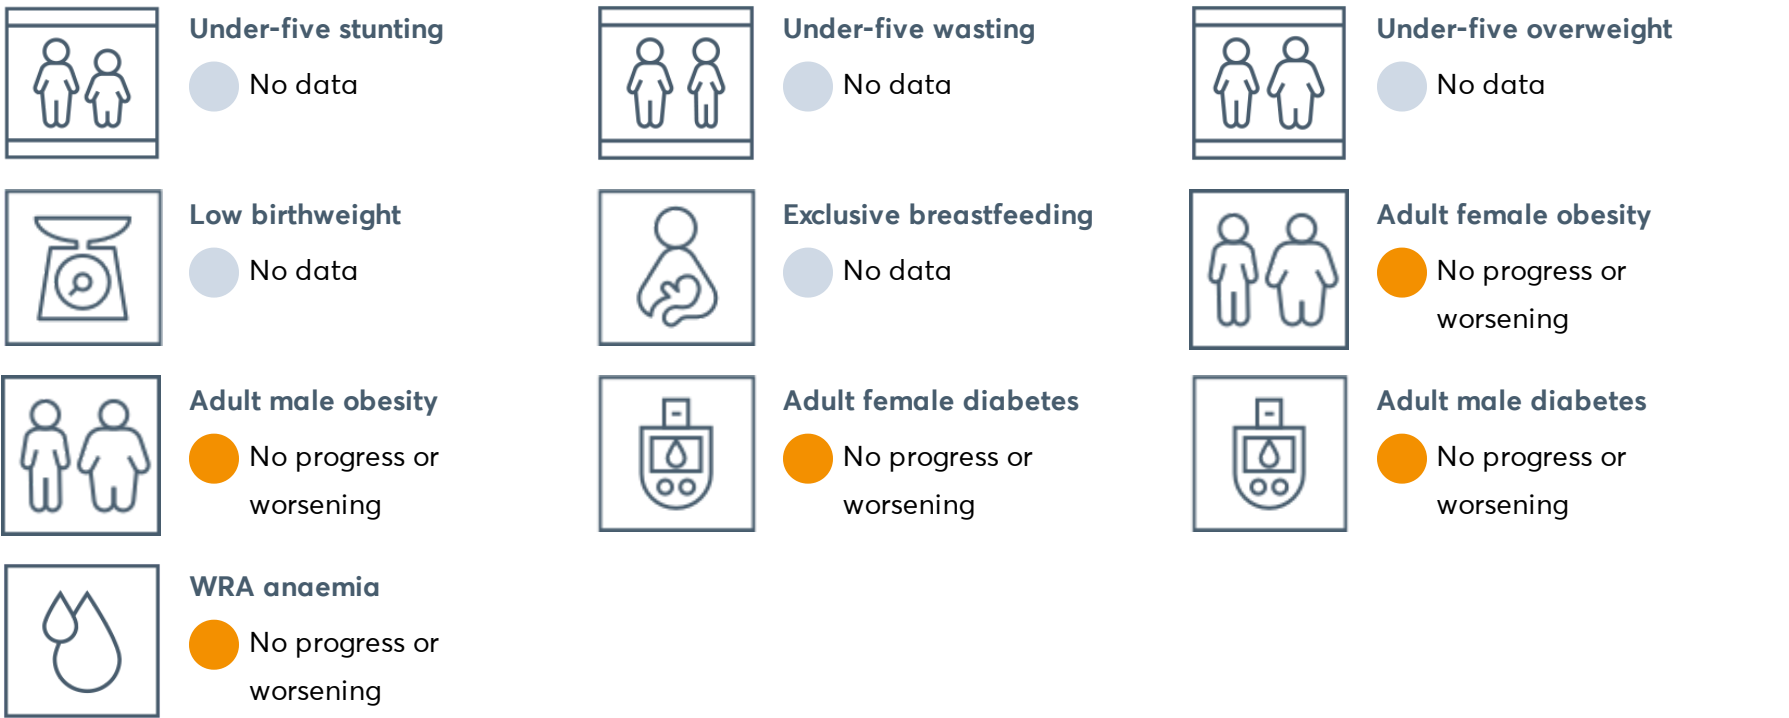 Under-five stunting
No data
Under-five wasting
No data
Under-five overweight
No data
Low birthweight
No data
Exclusive breastfeeding
No data
Adult female obesity
No progress or
worsening
Adult male obesity
No progress or
worsening
Adult female diabetes
No progress or
worsening
Adult male diabetes
No progress or
worsening
WRA anaemia
No progress or
worsening